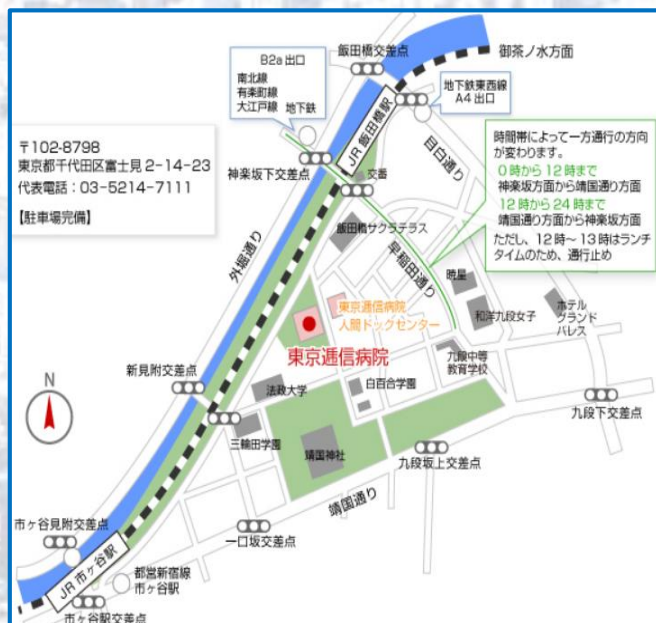 B2a 出口
南北線
有楽町線
大江戸線 地下鉄
飯田橋交差点
御茶ノ水方面
地下鉄東西線
A4 出口
JR 飯田橋駅
目白通り
〒102-8798
東京都千代田区富士見 2-14-23
代表電話：03-5214-7111
【駐車場完備】
神楽坂下交差点
交番
時間帯によって一方通行の方向
が変わります。
0 時から 12 時まで
神楽坂方面から靖国通り方面
12 時から 24 時まで
靖国通り方面から神楽坂方面
ただし、12 時～ 13 時はランチ
タイムのため、通行止め
外堀通り
飯田橋サクラテラス
早稲田通り
暁星
和洋九段女子
ホテル
グランド
パレス
東京逓信病院
人間ドックセンター
東京逓信病院
九段中等
教育学校
新見附交差点
法政大学
白百合学園
N
九段下交差点
三輪田学園
靖国神社
九段坂上交差点
靖国通り
一口坂交差点
市ヶ谷見附交差点
JR 市ヶ谷駅
都営新宿線
市ヶ谷駅
市ヶ谷駅交差点